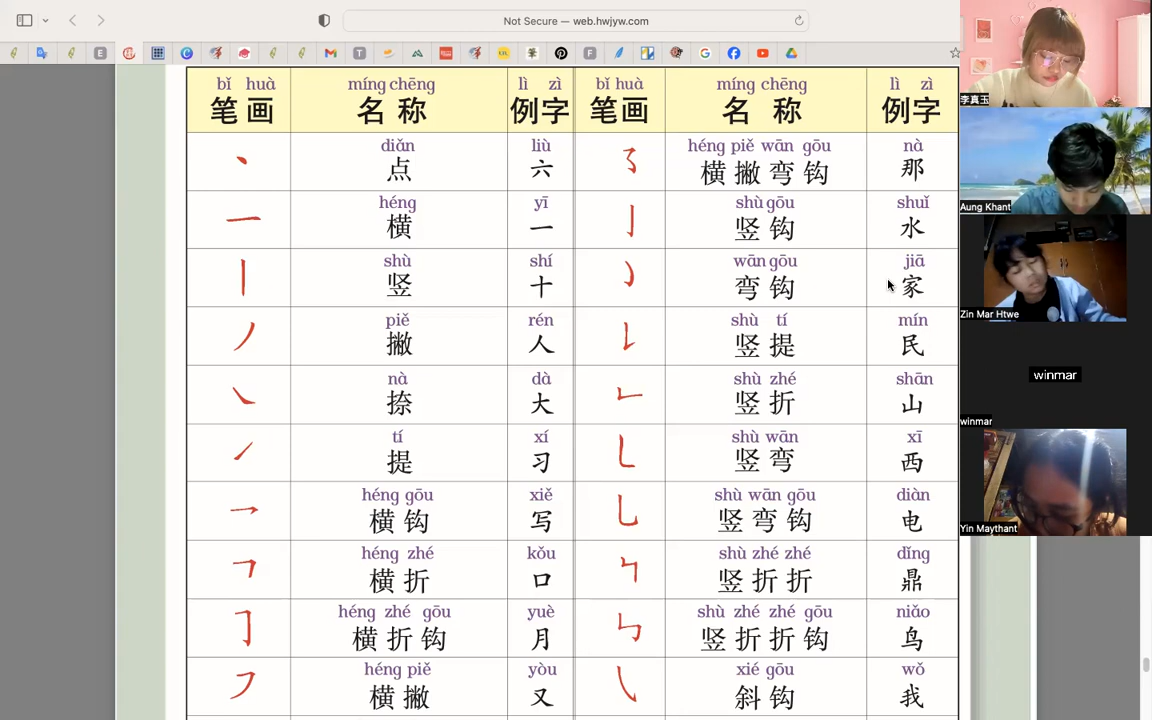 Not Secure — web.hwjyw.com
bǐ huà míng chēng lì zì bǐ huà míng chēng lì zì
笔画 名称 例字 笔画 名称 例字
diǎn liù héng piě wān gōu nà
点 六 横撇弯钩 那
héng yī shù gōu shuǐ
横 一 竖钩 水
shù shí wān gōu jiā
竖 十 弯钩 家
piě rén shù tí mín
撇 人 竖提 民
nà dà shù zhé shān
捺 大 竖折 山
tí xí shù wān xī
提 习 竖弯 西
héng gōu xiě shù wān gōu diàn
横钩 写 竖弯钩 电
héng zhé kǒu shù zhé zhé dǐng
横折 口 竖折折 鼎
héng zhé gōu yuè shù zhé zhé gōu niǎo
横折钩 月 竖折折钩 鸟
héng piě yòu xié gōu wǒ
横撇 又 斜钩 我
李真玉
Aung Khant
Zin Mar Htwe
winmar
winmar
Yin Maythant